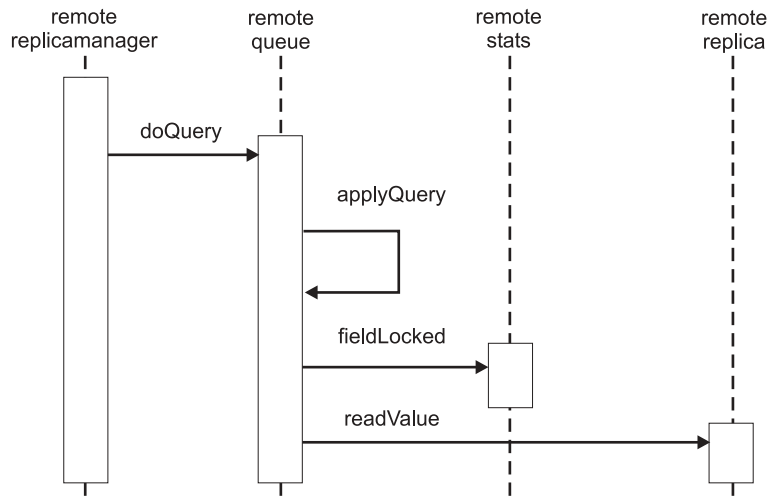 remote
replicamanager
remote
queue
remote
stats
remote
replica
doQuery
applyQuery
fieldLocked
readValue